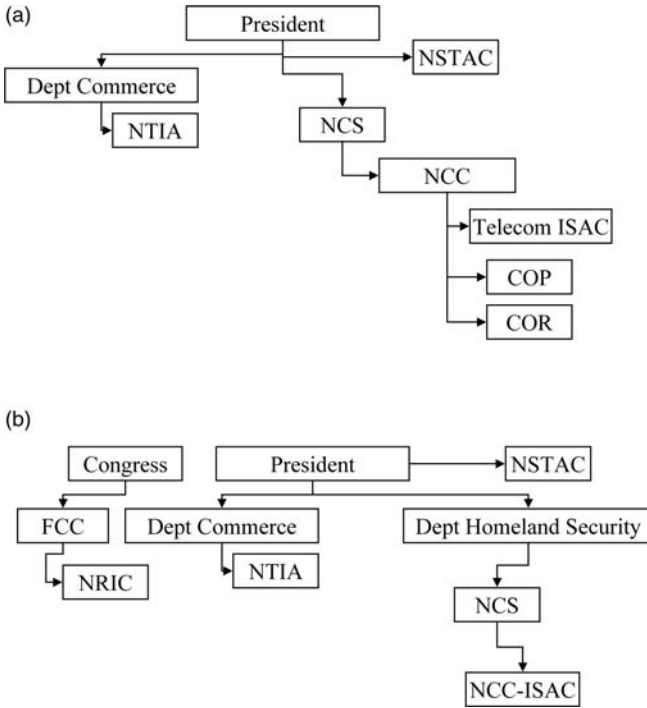 (a)
President
NSTAC
Dept Commerce
NTIA
NCS
NCC
Telecom ISAC
COP
COR
(b)
Congress
President
NSTAC
FCC
Dept Commerce
Dept Homeland Security
NRIC
NTIA
NCS
NCC-ISAC